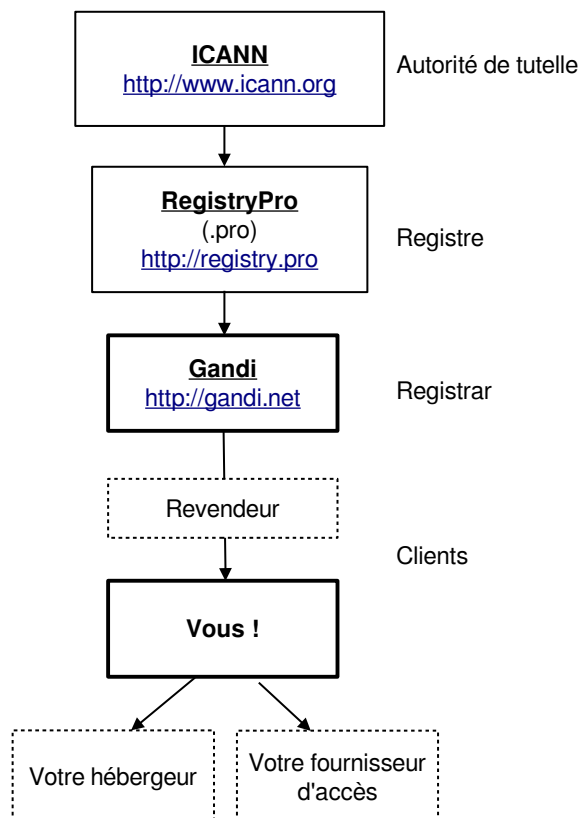 ICANN
http://www.icann.org
Autorité de tutelle
RegistryPro
(.pro)
http://registry.pro
Registre
Gandi
http://gandi.net
Registrar
Revendeur
Clients
Vous !
Votre hébergeur
Votre fournisseur
d'accès